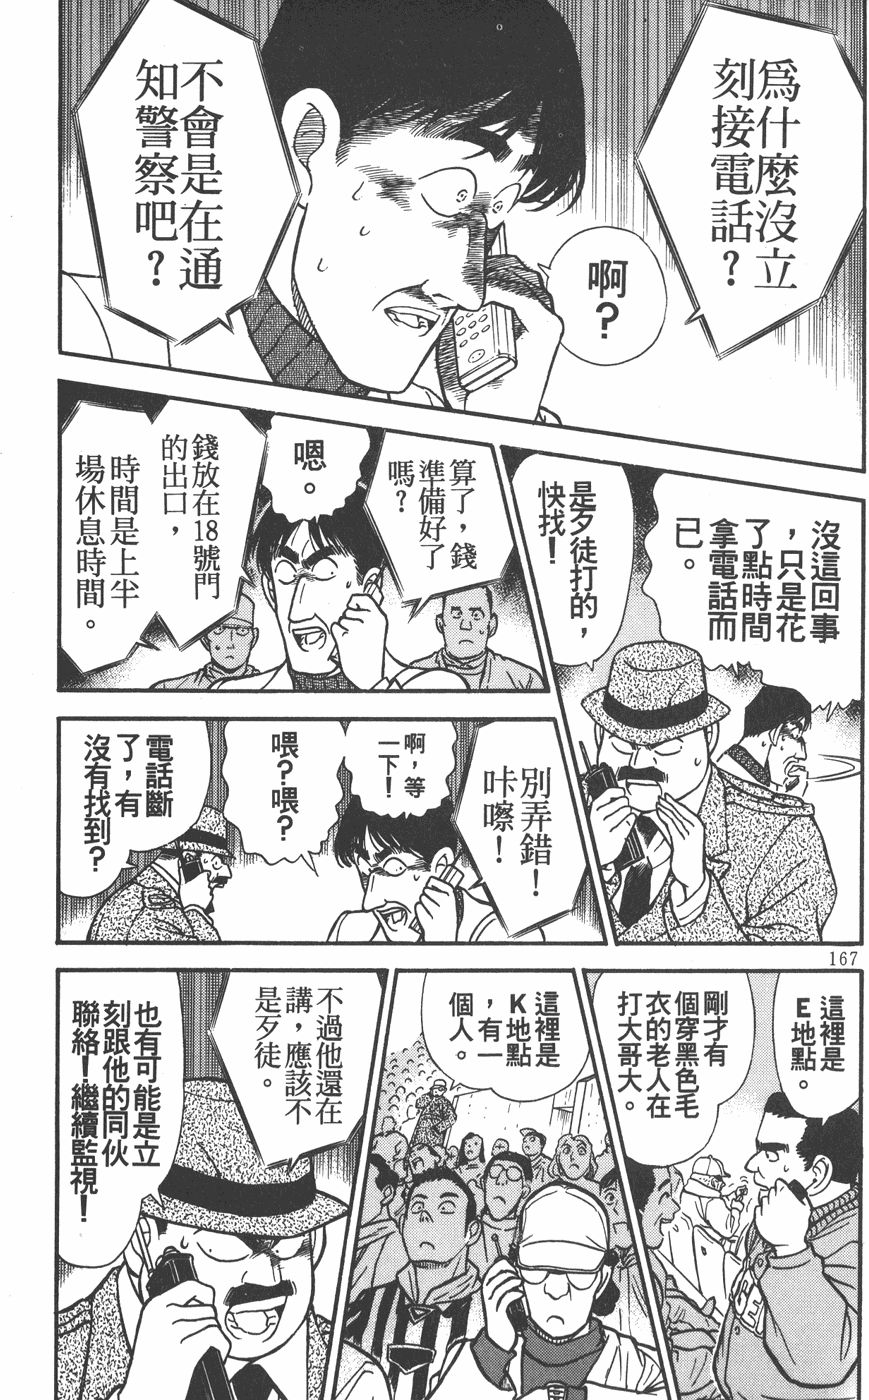 爲什麼沒立
刻接電話？
啊？
不會是在通
知警察吧？
沒這回事
，只是花
了點時間
拿電話而
已。
是歹徒打的，
快找！
算了，錢
準備好了
嗎？
嗯。
錢放在18號門
的出口，
時間是上半
場休息時間。
別弄錯！
咔嚓！
啊，等
一下！
喂？喂？
電話斷
了，有
沒有找到？
167
這裡是
E地點。
剛才有
個穿黑色毛
衣的老人在
打大哥大。
這裡是
K地點
，有一
個人。
不過他還在
講，應該不
是歹徒。
也有可能是立
刻跟他的同伙
聯絡！繼續監視！